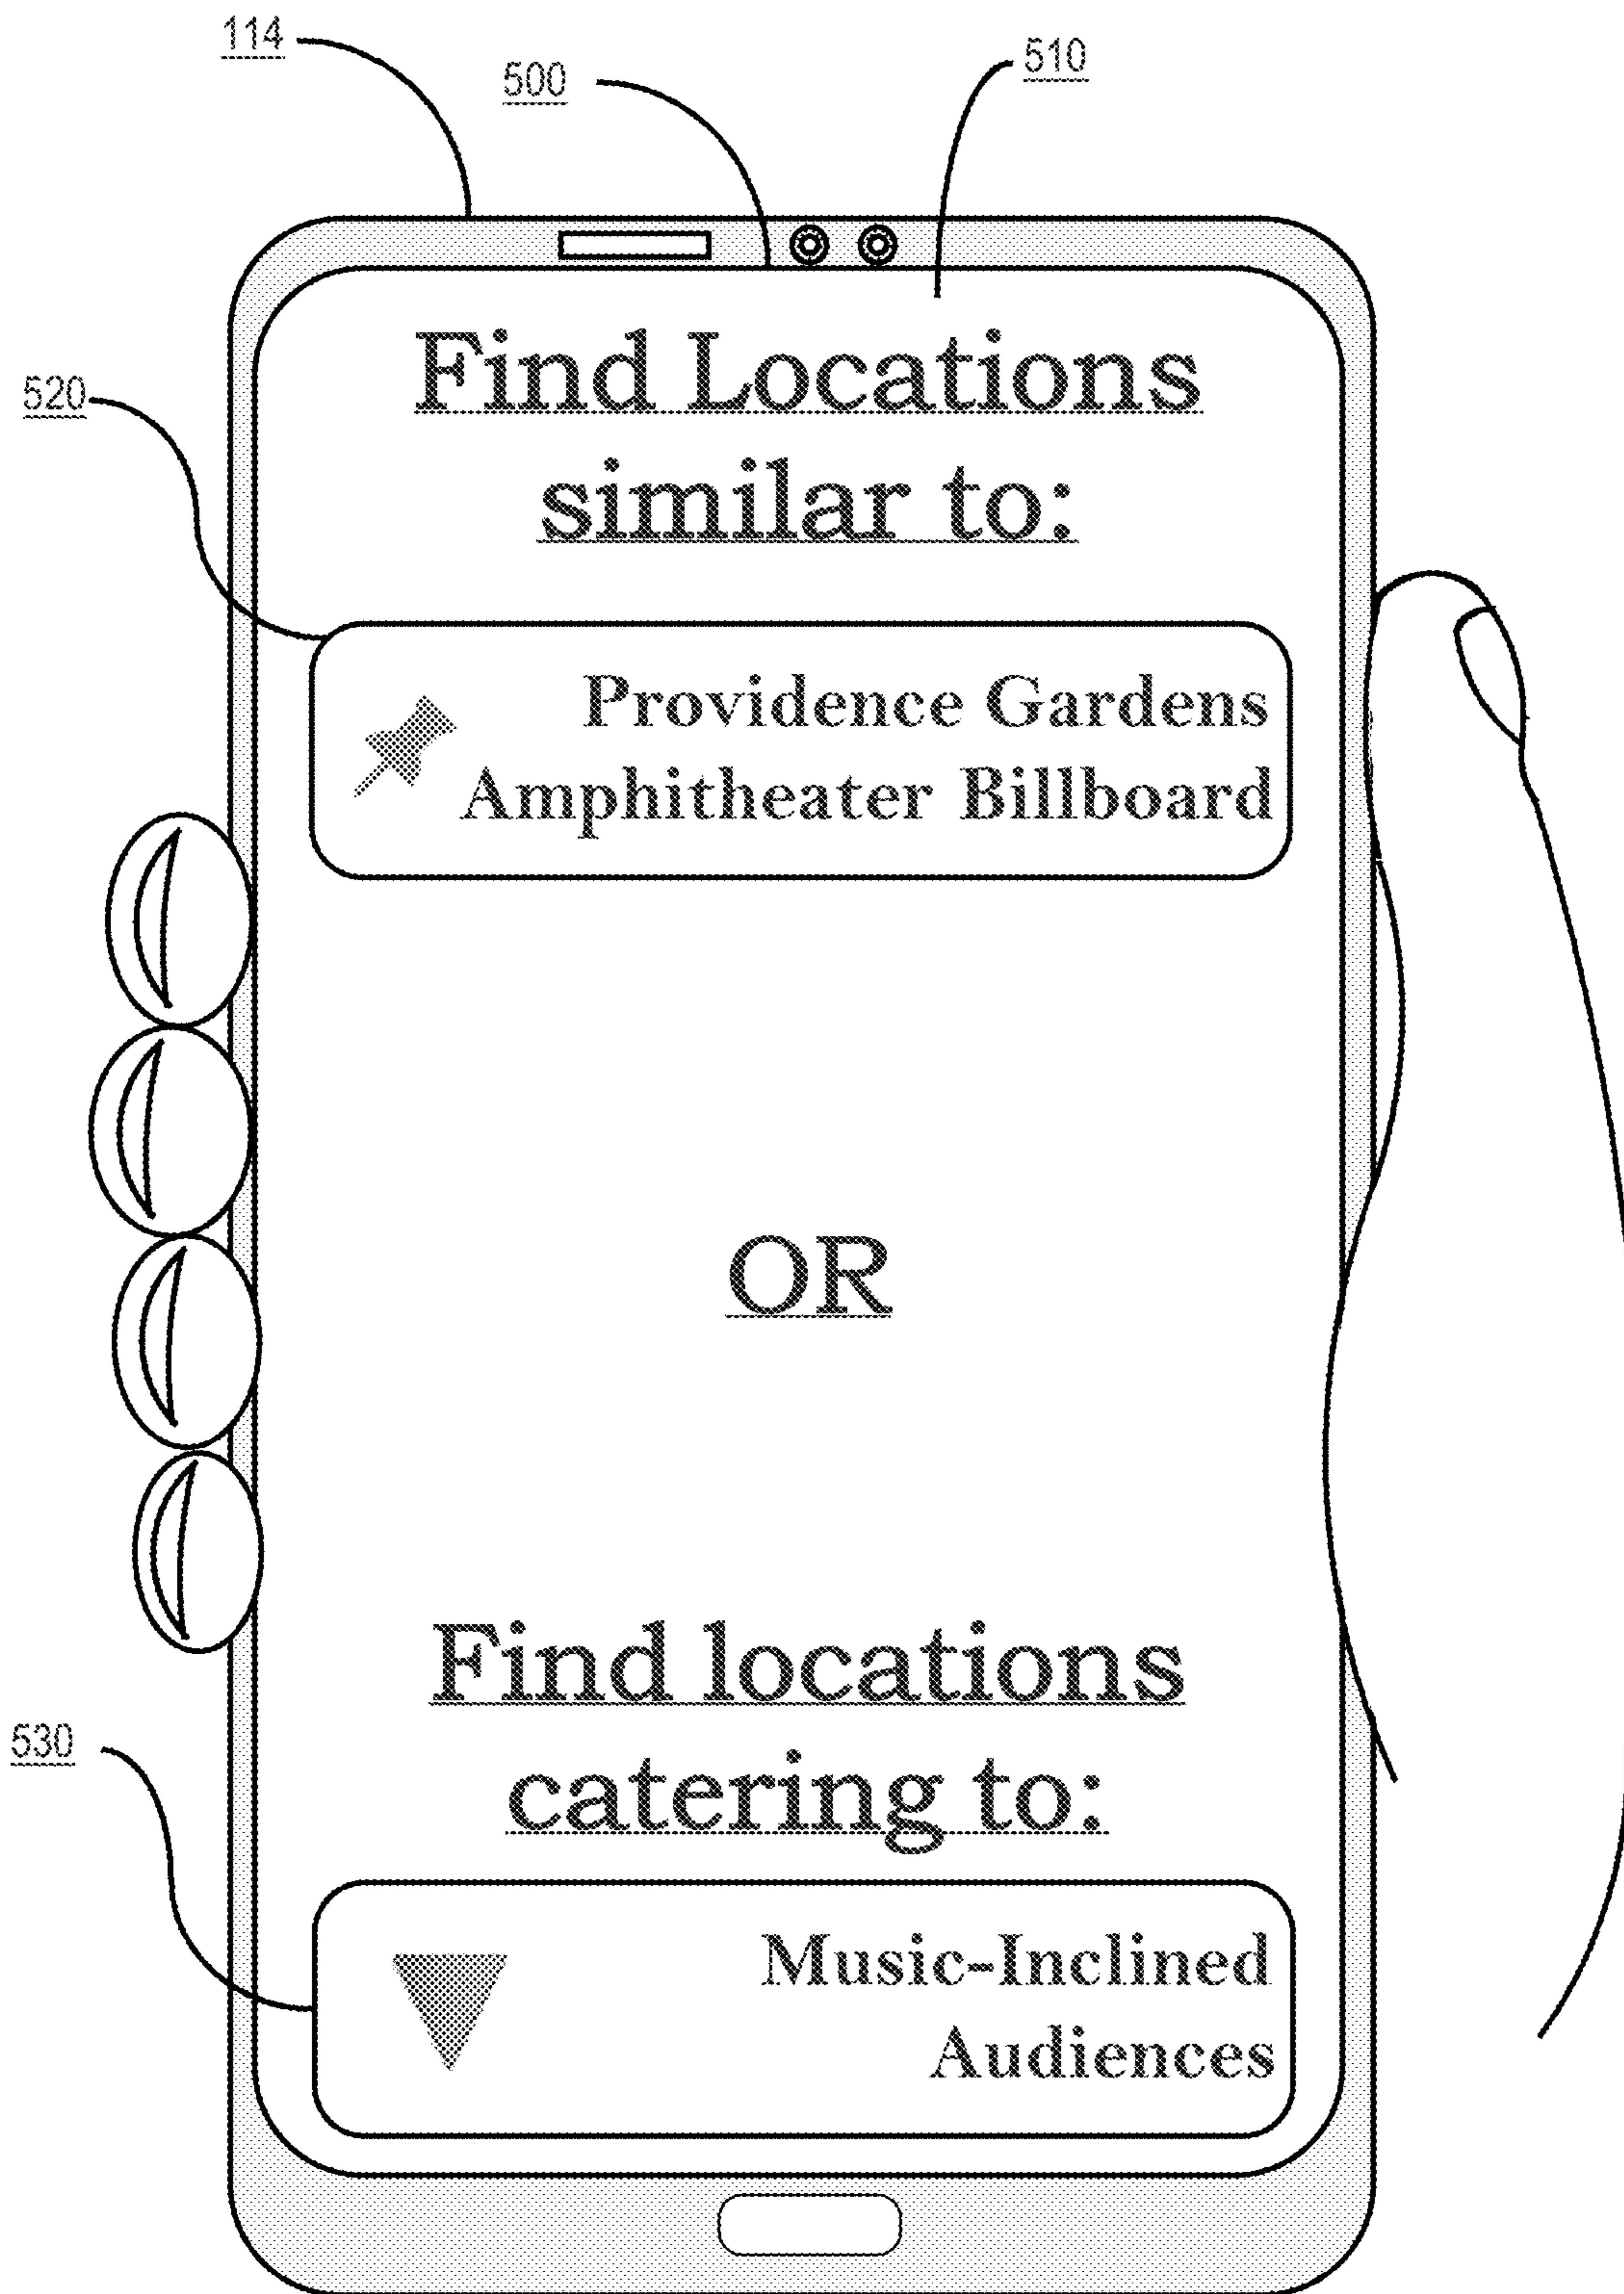 114
500
510
Find Locations
similar to:
520
Providence Gardens
Amphitheater Billboard
OR
Find locations
catering to:
530
Music-Inclined
Audiences